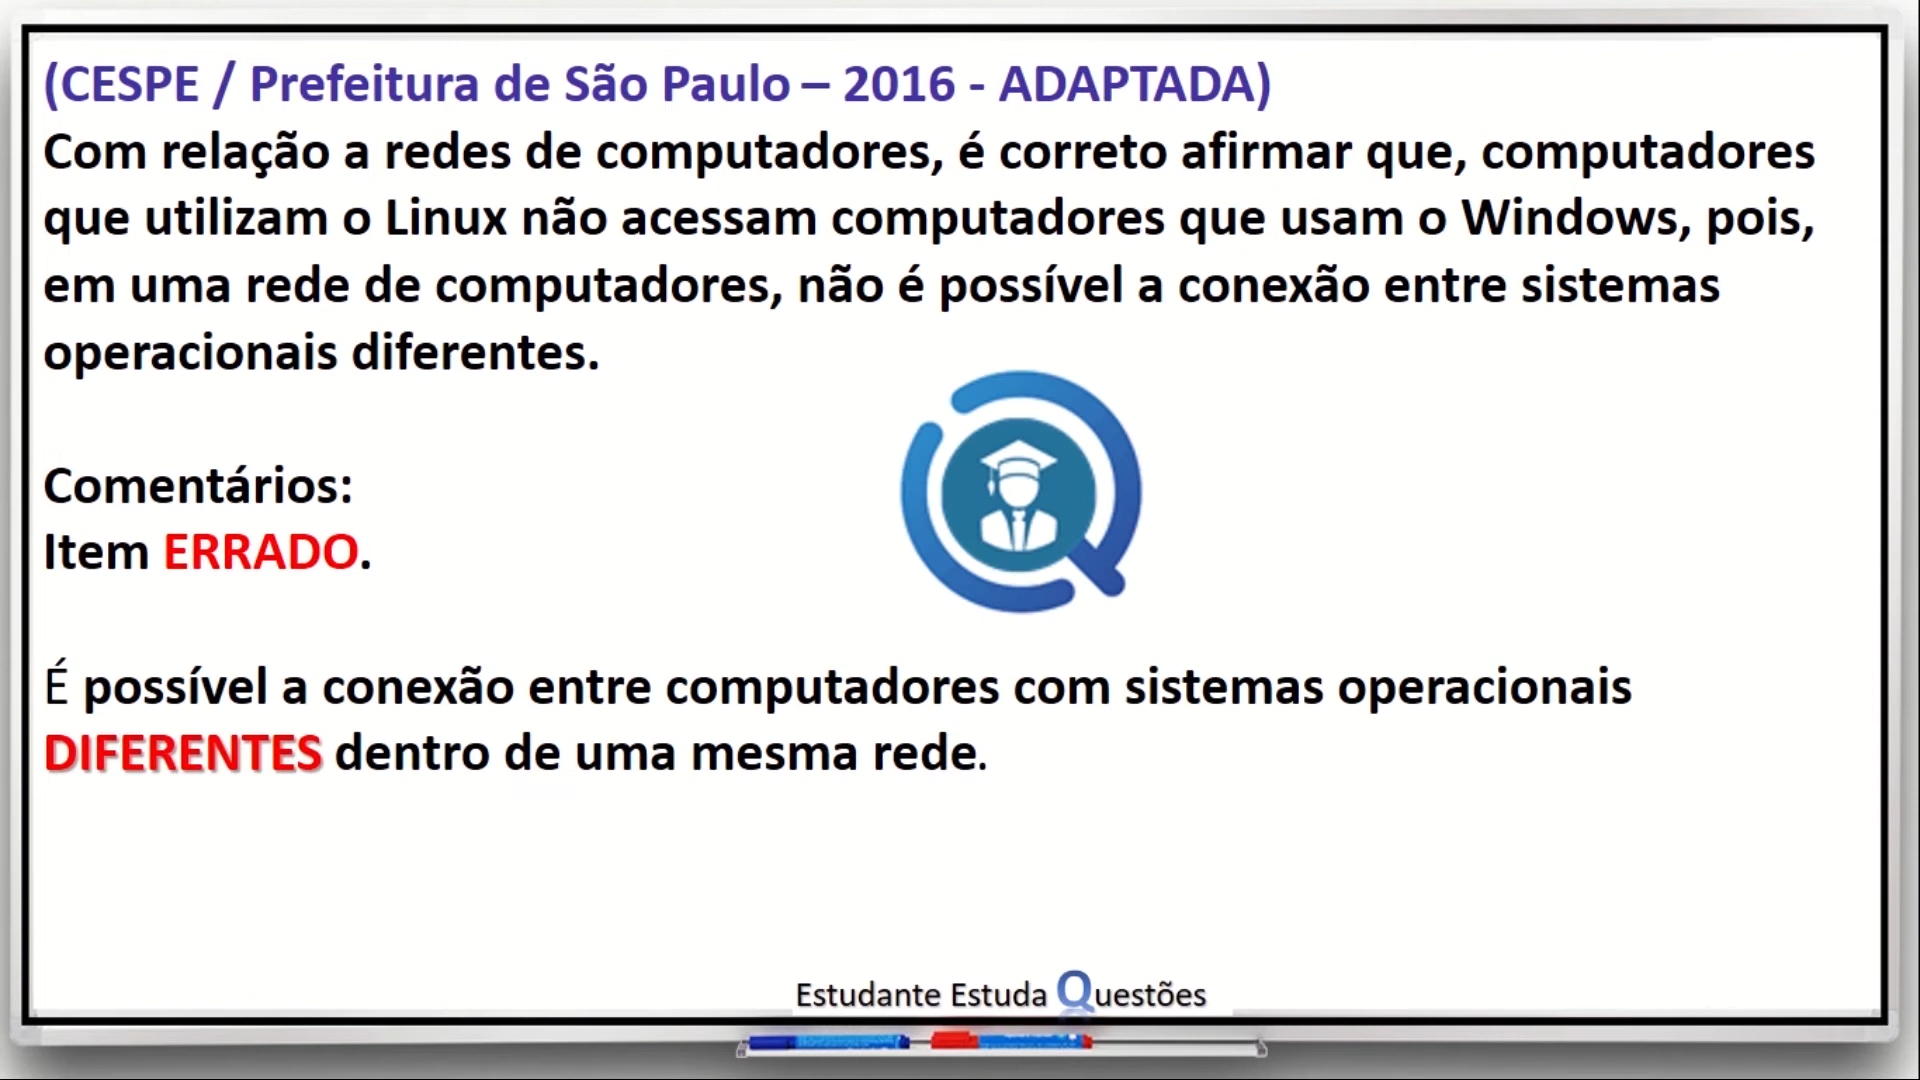 (CESPE / Prefeitura de São Paulo – 2016 - ADAPTADA)
Com relação a redes de computadores, é correto afirmar que, computadores
que utilizam o Linux não acessam computadores que usam o Windows, pois,
em uma rede de computadores, não é possível a conexão entre sistemas
operacionais diferentes.
Comentários:
Item ERRADO.
É possível a conexão entre computadores com sistemas operacionais
DIFERENTES dentro de uma mesma rede.
Estudante Estuda Questões